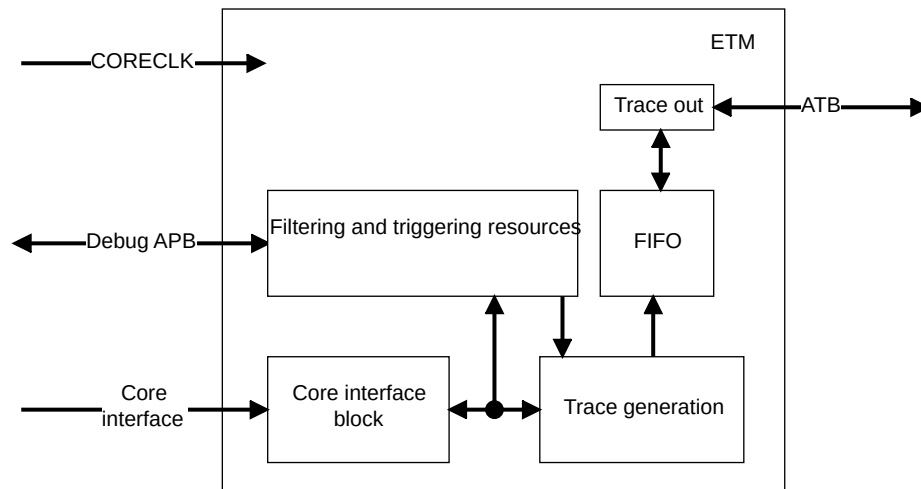 ETM
CORECLK
Trace out
ATB
Filtering and triggering resources
Debug APB
FIFO
Core
interface
Core interface
block
Trace generation